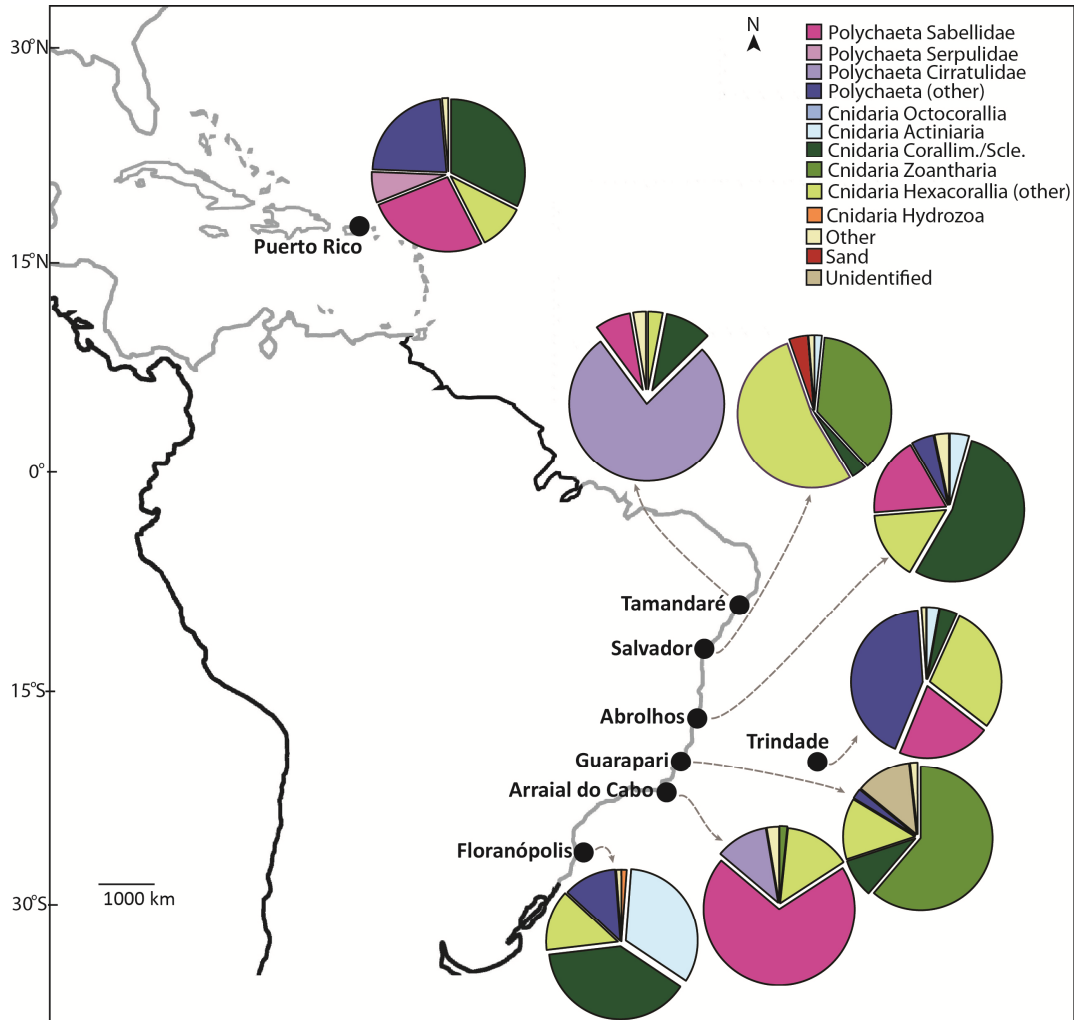 30°N
N
Polychaeta Sabellidae
Polychaeta Serpulidae
Polychaeta Cirratulidae
Polychaeta (other)
Cnidaria Octocorallia
Cnidaria Actiniaria
Cnidaria Corallim./Scle.
Cnidaria Zoantharia
Cnidaria Hexacorallia (other)
Cnidaria Hydrozoa
Other
Sand
Unidentified
Puerto Rico
15°N
0°
Tamandaré
Salvador
15°S
Abrolhos
Trindade
Guarapari
Arraial do Cabo
Floranópolis
1000 km
30°S